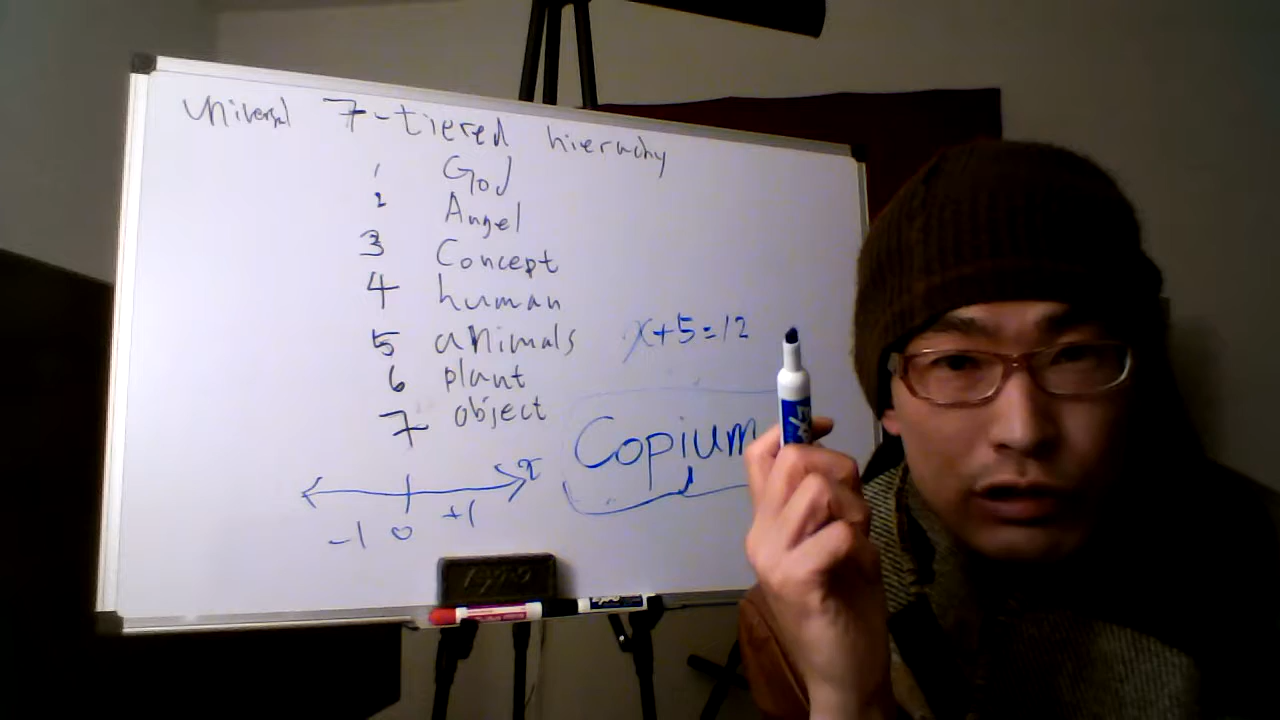 Universal 7-tiered hierarchy
1 God
2 Angel
3 Concept
4 human
5 animals
6 plant
7 object
x+5=12
Copium
x
-1 0 +1